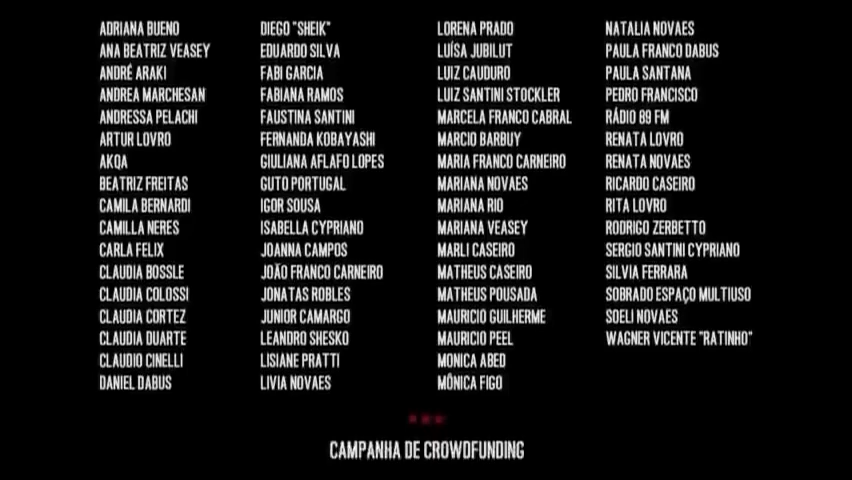 ADRIANA BUENO
ANA BEATRIZ VEASEY
ANDRÉ ARAKI
ANDREA MARCHESAN
ANDRESSA PELACHI
ARTUR LOVRO
AKQA
BEATRIZ FREITAS
CAMILA BERNARDI
CAMILLA NERES
CARLA FELIX
CLAUDIA BOSSLE
CLAUDIA COLOSSI
CLAUDIA CORTEZ
CLAUDIA DUARTE
CLAUDIO CINELLI
DANIEL DABUS
DIEGO "SHEIK"
EDUARDO SILVA
FABI GARCIA
FABIANA RAMOS
FAUSTINA SANTINI
FERNANDA KOBAYASHI
GIULIANA AFLAFO LOPES
GUTO PORTUGAL
IGOR SOUSA
ISABELLA CYPRIANO
JOANNA CAMPOS
JOÃO FRANCO CARNEIRO
JONATAS ROBLES
JUNIOR CAMARGO
LEANDRO SHESKO
LISIANE PRATTI
LIVIA NOVAES
LORENA PRADO
LUÍSA JUBILUT
LUIZ CAUDURO
LUIZ SANTINI STOCKLER
MARCELA FRANCO CABRAL
MARCIO BARBUY
MARIA FRANCO CARNEIRO
MARIANA NOVAES
MARIANA RIO
MARIANA VEASEY
MARLI CASEIRO
MATHEUS CASEIRO
MATHEUS POUSADA
MAURICIO GUILHERME
MAURICIO PEEL
MONICA ABED
MÔNICA FIGO
NATALIA NOVAES
PAULA FRANCO DABUS
PAULA SANTANA
PEDRO FRANCISCO
RÁDIO 89 FM
RENATA LOVRO
RENATA NOVAES
RICARDO CASEIRO
RITA LOVRO
RODRIGO ZERBETTO
SERGIO SANTINI CYPRIANO
SILVIA FERRARA
SOBRADO ESPAÇO MULTIUSO
SOELI NOVAES
WAGNER VICENTE "RATINHO"
CAMPANHA DE CROWDFUNDING